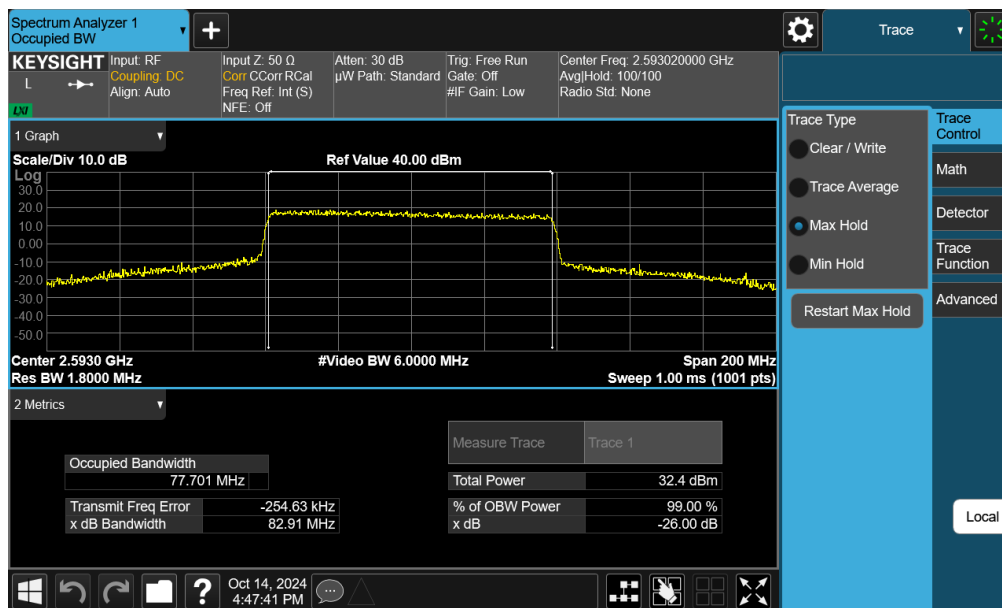 Spectrum Analyzer 1
Occupied BW
Trace
KEYSIGHT
L
LXI
Input: RF
Coupling: DC
Align: Auto
Input Z: 50 Ω
Corr CCorr RCal
Freq Ref: Int (S)
NFE: Off
Atten: 30 dB
µW Path: Standard
Trig: Free Run
Gate: Off
#IF Gain: Low
Center Freq: 2.593020000 GHz
Avg|Hold: 100/100
Radio Std: None
1 Graph
Scale/Div 10.0 dB
Ref Value 40.00 dBm
Log
30.0
20.0
10.0
0.00
-10.0
-20.0
-30.0
-40.0
-50.0
Center 2.5930 GHz
#Video BW 6.0000 MHz
Span 200 MHz
Res BW 1.8000 MHz
Sweep 1.00 ms (1001 pts)
2 Metrics
Measure Trace
Trace 1
Occupied Bandwidth
77.701 MHz
Total Power
32.4 dBm
Transmit Freq Error
-254.63 kHz
% of OBW Power
99.00 %
x dB Bandwidth
82.91 MHz
x dB
-26.00 dB
Trace Type
Clear / Write
Trace Average
Max Hold
Min Hold
Restart Max Hold
Trace
Control
Math
Detector
Trace
Function
Advanced
Local
?
Oct 14, 2024
4:47:41 PM